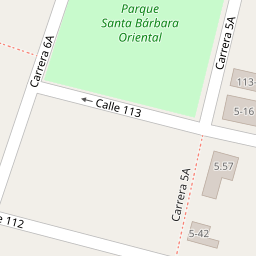 Parque
Santa Bárbara
Oriental
Carrera 6A
Carrera 5A
113-
5-16
← Calle 113
5.57
Carrera 5A
5-42
e 112